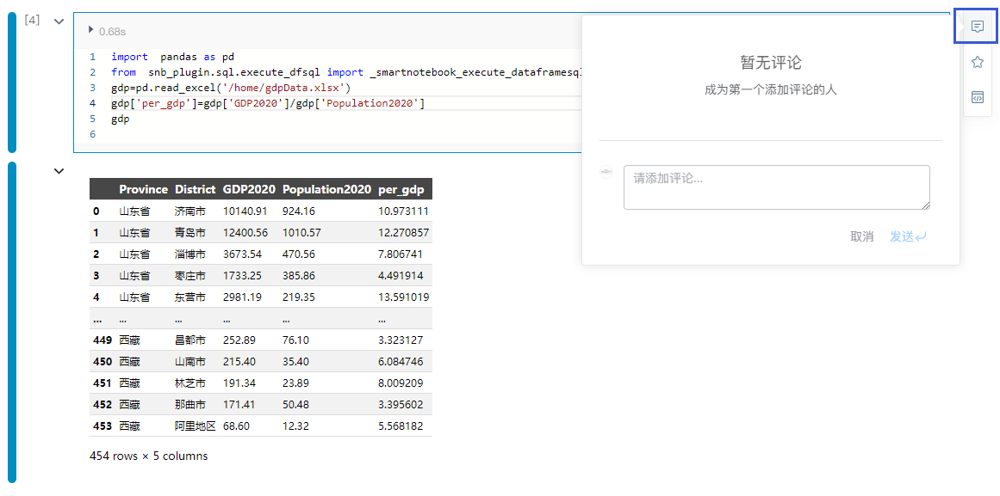 [4]
0.68s
1 import pandas as pd
2 from snb_plugin.sql.execute_dfsql import _smartnotebook_execute_dataframesql
3 gdp=pd.read_excel('/home/gdpData.xlsx')
4 gdp['per_gdp']=gdp['GDP2020']/gdp['Population2020']
5 gdp
6
暂无评论
成为第一个添加评论的人
请添加评论...
取消 发送
Province District GDP2020 Population2020 per_gdp
0 山东省 济南市 10140.91 924.16 10.973111
1 山东省 青岛市 12400.56 1010.57 12.270857
2 山东省 淄博市 3673.54 470.56 7.806741
3 山东省 枣庄市 1733.25 385.86 4.491914
4 山东省 东营市 2981.19 219.35 13.591019
... ... ... ... ... ...
449 西藏 昌都市 252.89 76.10 3.323127
450 西藏 山南市 215.40 35.40 6.084746
451 西藏 林芝市 191.34 23.89 8.009209
452 西藏 那曲市 171.41 50.48 3.395602
453 西藏 阿里地区 68.60 12.32 5.568182
454 rows × 5 columns